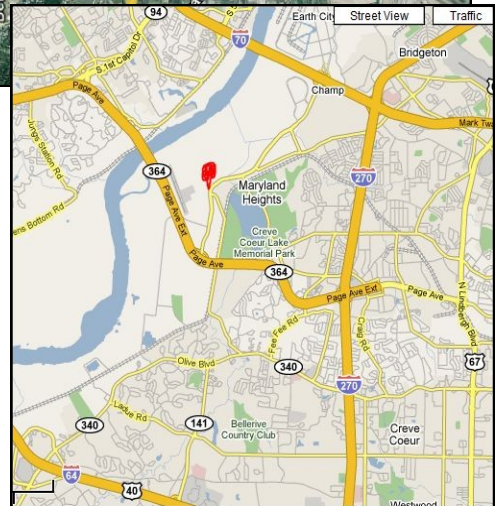 94
Earth City
Street View
Traffic
70
Bridgeton
S 1st Capitol Dr
Champ
Page Ave
Mark Twa
Jungs Station Rd
364
270
Maryland
Heights
ens Bottom Rd
Page Ave Ext
Creve
Coeur Lake
Memorial Park
Page Ave
364
Page Ave Ext
Page Ave
N Lindbergh Blvd
Fee Fee Rd
Craig Rd
Olive Blvd
340
67
270
Ladue Rd
340
141
Bellerive
Country Club
Creve
Coeur
64
40
Westwood